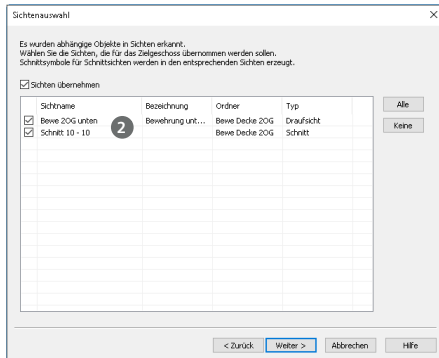 Sichtenauswahl
Es wurden abhängige Objekte in Sichten erkannt.
Wählen Sie die Sichten, die für das Zielgeschoss übernommen werden sollen.
Schnittsymbole für Schnittsichten werden in den entsprechenden Sichten erzeugt.
Sichten übernehmen
Sichtname Bezeichnung Ordner Typ
Alle
Bewe 2OG unten Bewehrung unt... Bewe Decke 2OG Draufsicht
Keine
Schnitt 10 - 10 Bewe Decke 2OG Schnitt
2
< Zurück Weiter > Abbrechen Hilfe